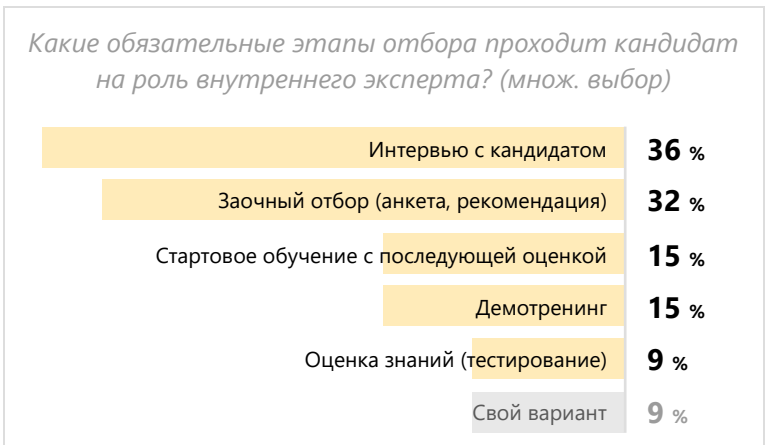 Какие обязательные этапы отбора проходит кандидат
на роль внутреннего эксперта? (множ. выбор)
Интервью с кандидатом 36 %
Заочный отбор (анкета, рекомендация) 32 %
Стартовое обучение с последующей оценкой 15 %
Демотренинг 15 %
Оценка знаний (тестирование) 9 %
Свой вариант 9 %